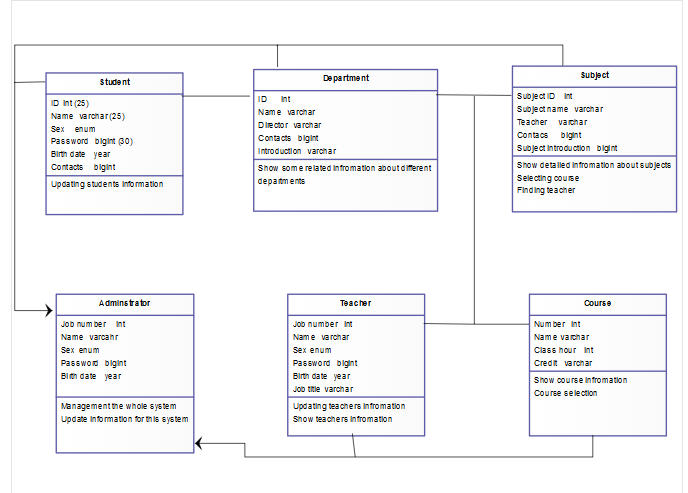 Student
ID Int (25)
Name varchar (25)
Sex enum
Password bigint (30)
Birth date year
Contacts bigint
Updating students information
Department
ID Int
Name varchar
Director varchar
Contacts bigint
Introduction varchar
Show some related infromation about different
depatments
Subject
Subject ID Int
Subject name varchar
Teacher varchar
Contacs bigint
Subject introduction bigint
Show detailed infromation about subjects
Selecting course
Finding teacher
Adminstrator
Job number Int
Name varcahr
Sex enum
Password bigint
Birth date year
Management the whole system
Update information for this system
Teacher
Job number Int
Name varchar
Sex enum
Password bigint
Birth date year
Job title varchar
Updating teachers infromation
Show teachers infromation
Course
Number Int
Name varchar
Class hour Int
Credit varchar
Show course infromation
Course selection